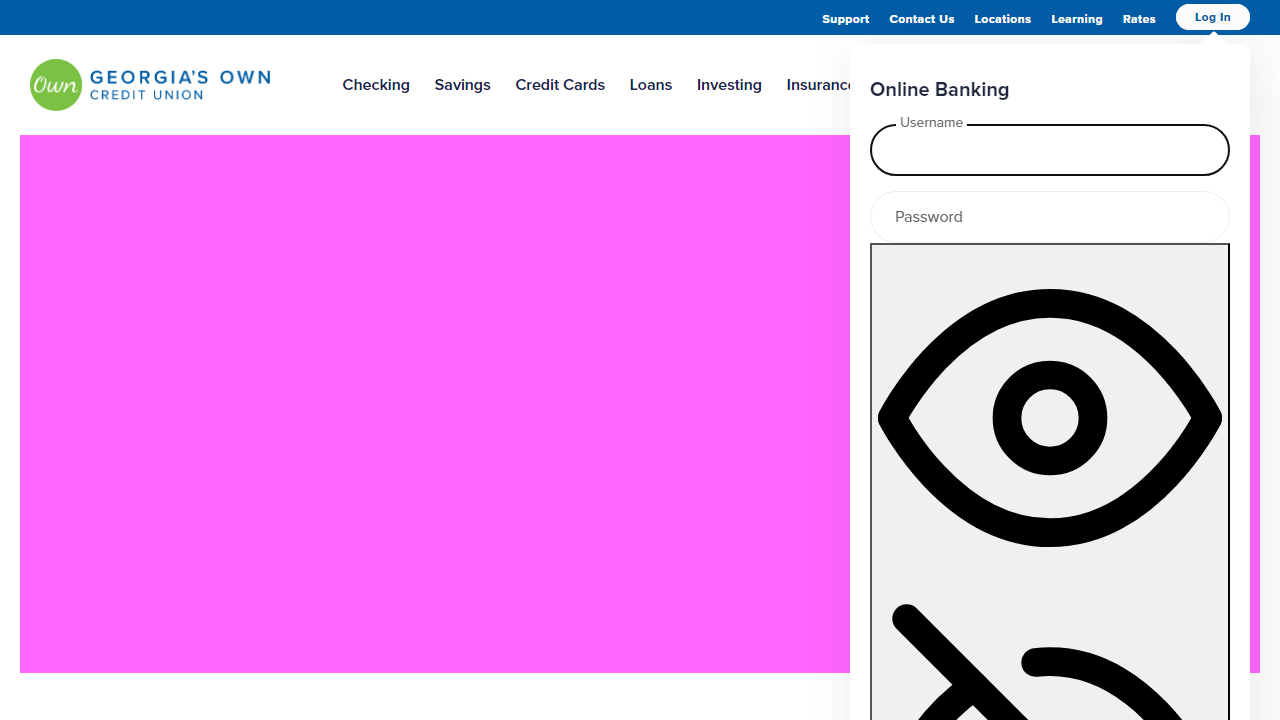 Support Contact Us Locations Learning Rates Log In
Own GEORGIA'S OWN
CREDIT UNION
Checking Savings Credit Cards Loans Investing Insurance
Online Banking
Username
Password